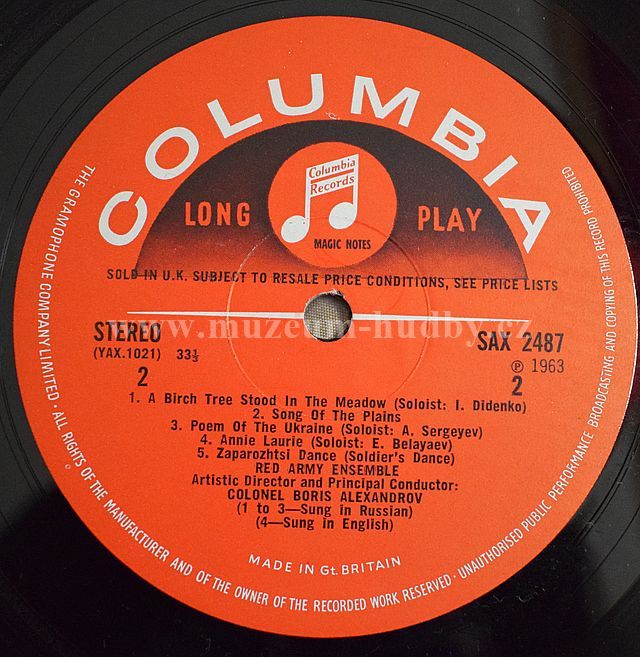 COLUMBIA
Columbia
Records
LONG PLAY
MAGIC NOTES
SOLD IN U.K. SUBJECT TO RESALE PRICE CONDITIONS, SEE PRICE LISTS
www.muzeum-hudby.cz
STEREO
(YAX.1021) 33⅓
2
SAX 2487
Ⓟ 1963
2
1. A Birch Tree Stood In The Meadow (Soloist: I. Didenko)
2. Song Of The Plains
3. Poem Of The Ukraine (Soloist: A. Sergeyev)
4. Annie Laurie (Soloist: E. Belayaev)
5. Zaparozhtsi Dance (Soldier's Dance)
RED ARMY ENSEMBLE
Artistic Director and Principal Conductor:
COLONEL BORIS ALEXANDROV
(1 to 3—Sung in Russian)
(4—Sung in English)
MADE IN Gt. BRITAIN
THE GRAMOPHONE COMPANY LIMITED · ALL RIGHTS OF THE MANUFACTURER AND OF THE OWNER OF THE RECORDED WORK RESERVED · UNAUTHORISED PUBLIC PERFORMANCE BROADCASTING AND COPYING OF THIS RECORD PROHIBITED